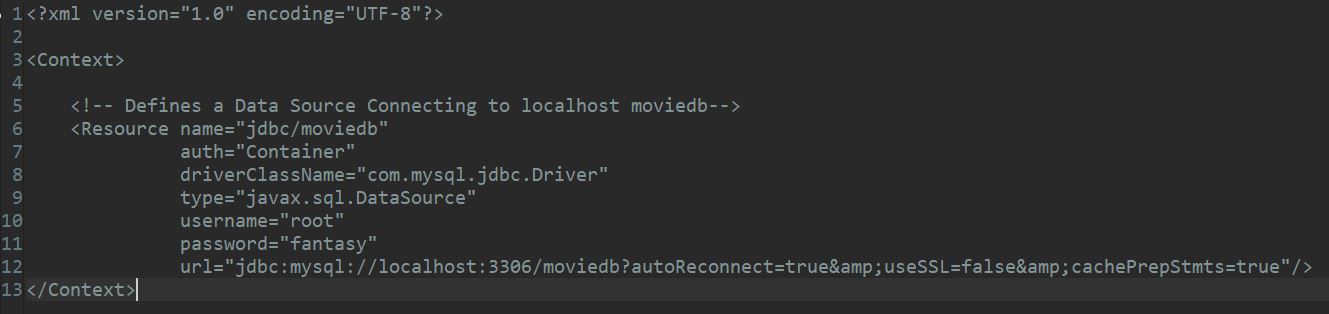 1 <?xml version="1.0" encoding="UTF-8"?>
2
3 <Context>
4
5     <!-- Defines a Data Source Connecting to localhost moviedb-->
6     <Resource name="jdbc/moviedb"
7               auth="Container"
8               driverClassName="com.mysql.jdbc.Driver"
9               type="javax.sql.DataSource"
10               username="root"
11               password="fantasy"
12               url="jdbc:mysql://localhost:3306/moviedb?autoReconnect=true&amp;useSSL=false&amp;cachePrepStmts=true"/>
13 </Context>